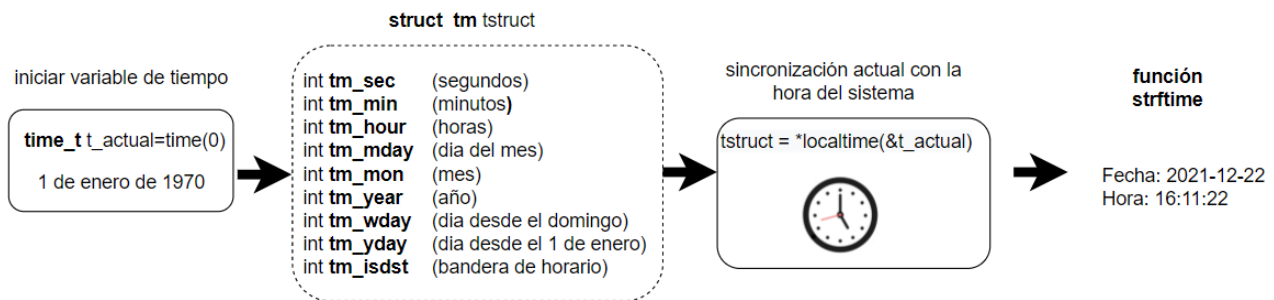 iniciar variable de tiempo
time_t t_actual=time(0)
1 de enero de 1970
struct tm tstruct
int tm_sec (segundos)
int tm_min (minutos)
int tm_hour (horas)
int tm_mday (dia del mes)
int tm_mon (mes)
int tm_year (año)
int tm_wday (dia desde el domingo)
int tm_yday (dia desde el 1 de enero)
int tm_isdst (bandera de horario)
sincronización actual con la
hora del sistema
tstruct = *localtime(&t_actual)
función
strftime
Fecha: 2021-12-22
Hora: 16:11:22